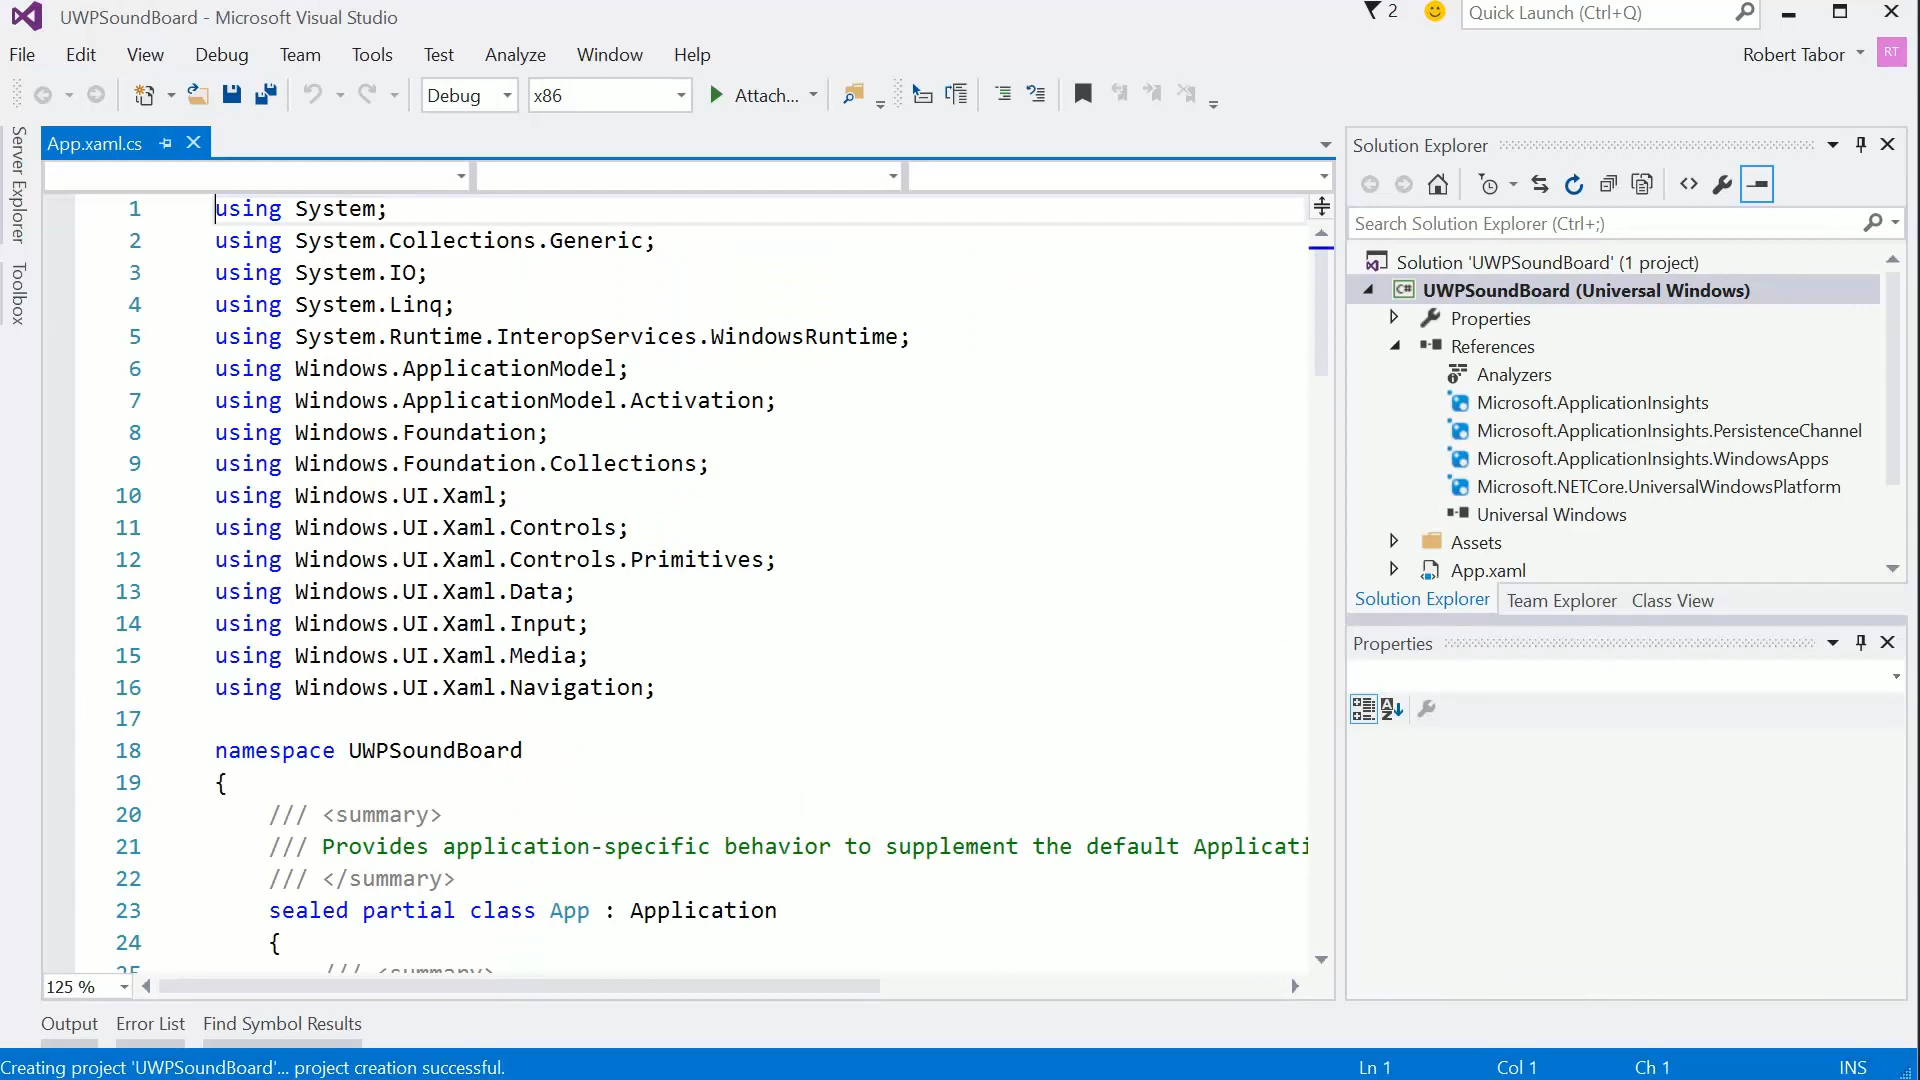 UWPSoundBoard - Microsoft Visual Studio
2
Quick Launch (Ctrl+Q)
File Edit View Debug Team Tools Test Analyze Window Help
Robert Tabor
RT
Debug
x86
Attach...
Server Explorer
Toolbox
App.xaml.cs
1 using System;
2 using System.Collections.Generic;
3 using System.IO;
4 using System.Linq;
5 using System.Runtime.InteropServices.WindowsRuntime;
6 using Windows.ApplicationModel;
7 using Windows.ApplicationModel.Activation;
8 using Windows.Foundation;
9 using Windows.Foundation.Collections;
10 using Windows.UI.Xaml;
11 using Windows.UI.Xaml.Controls;
12 using Windows.UI.Xaml.Controls.Primitives;
13 using Windows.UI.Xaml.Data;
14 using Windows.UI.Xaml.Input;
15 using Windows.UI.Xaml.Media;
16 using Windows.UI.Xaml.Navigation;
17
18 namespace UWPSoundBoard
19 {
20 /// <summary>
21 /// Provides application-specific behavior to supplement the default Applicati
22 /// </summary>
23 sealed partial class App : Application
24 {
25 /// <summary>
125 %
Solution Explorer
Search Solution Explorer (Ctrl+;)
Solution 'UWPSoundBoard' (1 project)
C# UWPSoundBoard (Universal Windows)
Properties
References
Analyzers
Microsoft.ApplicationInsights
Microsoft.ApplicationInsights.PersistenceChannel
Microsoft.ApplicationInsights.WindowsApps
Microsoft.NETCore.UniversalWindowsPlatform
Universal Windows
Assets
App.xaml
Solution Explorer Team Explorer Class View
Properties
Output Error List Find Symbol Results
Creating project 'UWPSoundBoard'... project creation successful.
Ln 1 Col 1 Ch 1 INS